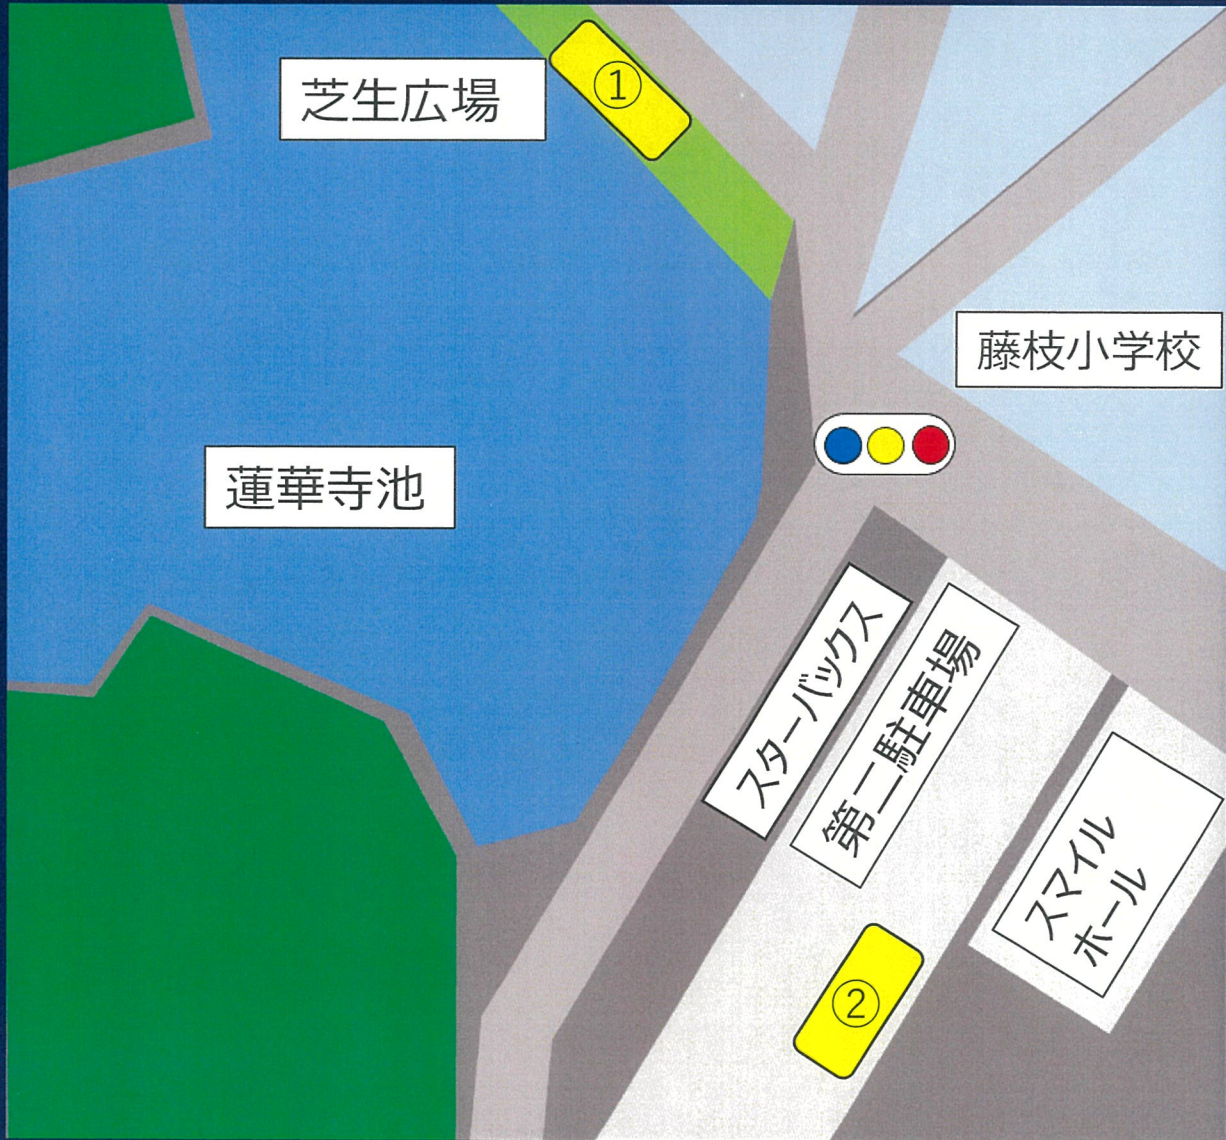 芝生広場
①
藤枝小学校
蓮華寺池
スターバックス
第二駐車場
スマイル
ホール
②